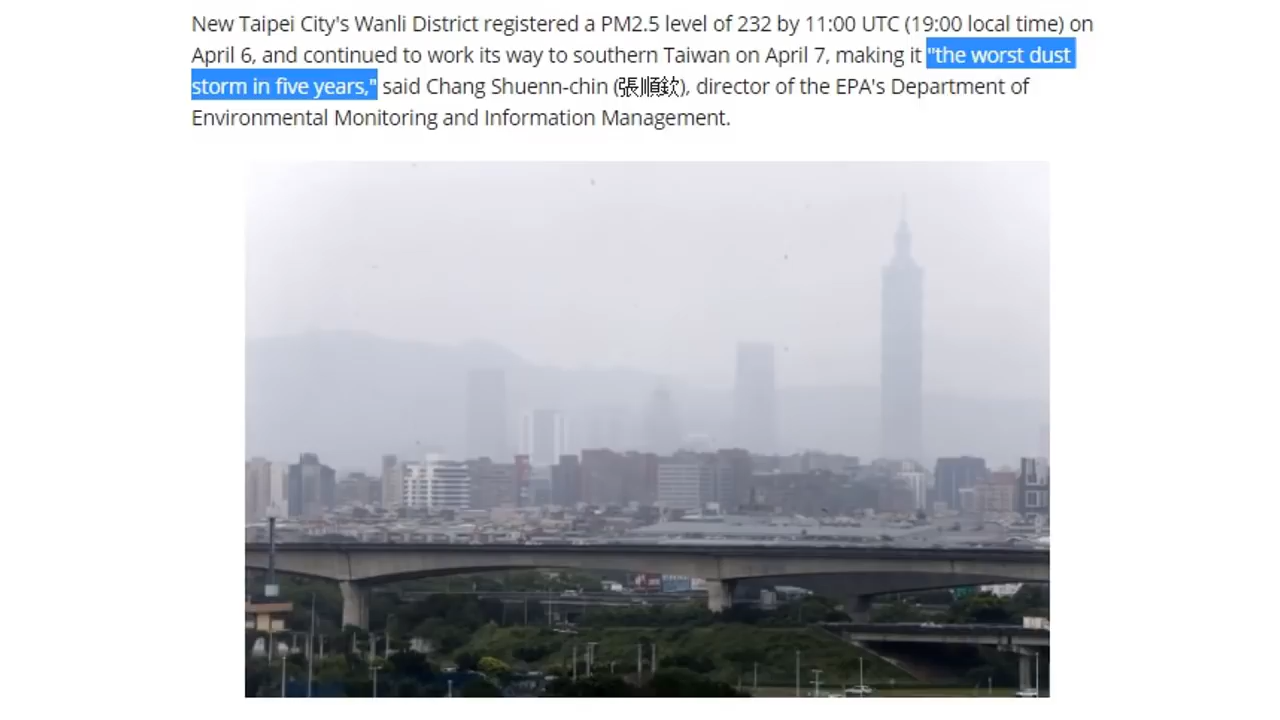 New Taipei City's Wanli District registered a PM2.5 level of 232 by 11:00 UTC (19:00 local time) on
April 6, and continued to work its way to southern Taiwan on April 7, making it "the worst dust
storm in five years," said Chang Shuenn-chin (張順欽), director of the EPA's Department of
Environmental Monitoring and Information Management.